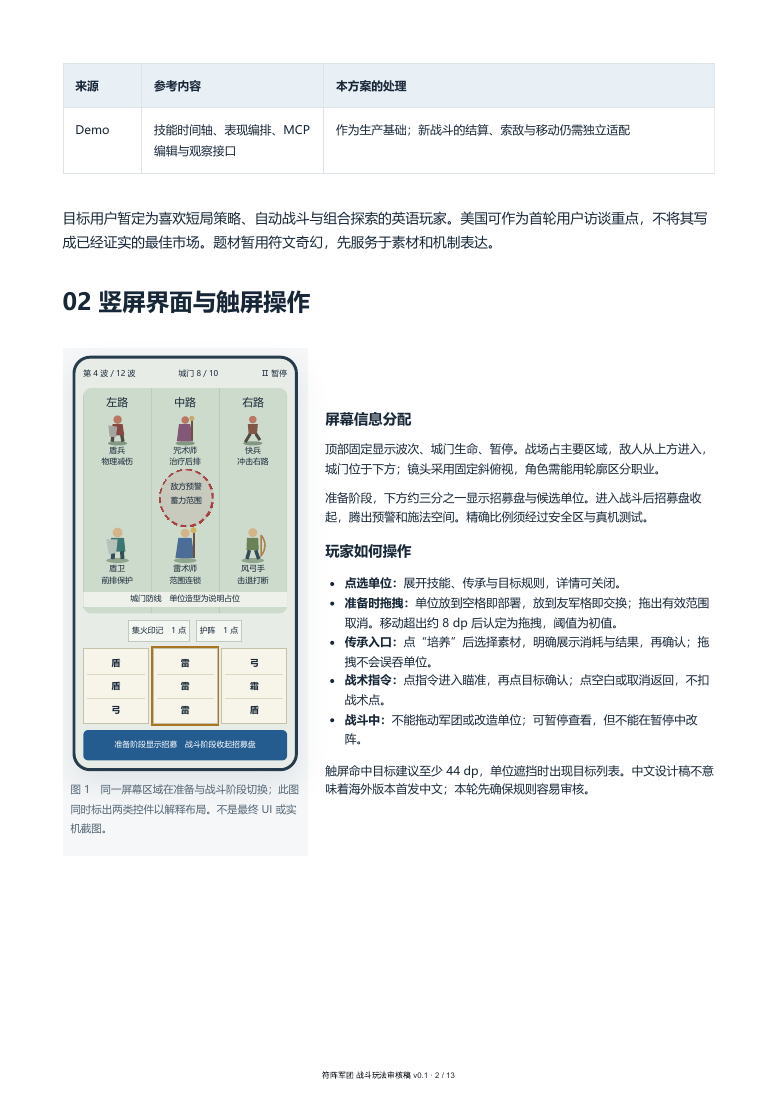 来源 参考内容 本方案的处理
Demo 技能时间轴、表现编排、MCP 作为生产基础；新战斗的结算、索敌与移动仍需独立适配
编辑与观察接口
目标用户暂定为喜欢短局策略、自动战斗与组合探索的英语玩家。美国可作为首轮用户访谈重点，不将其写
成已经证实的最佳市场。题材暂用符文奇幻，先服务于素材和机制表达。
02 竖屏界面与触屏操作
第 4 波 / 12 波 城门 8 / 10 II 暂停
左路 中路 右路
盾兵 咒术师 快兵
物理减伤 治疗后排 冲击右路
敌方预警
蓄力范围
盾卫 雷术师 风弓手
前排保护 范围连锁 击退打断
城门防线 单位造型为说明占位
集火印记 1 点 护阵 1 点
盾 雷 弓
盾 雷 霜
弓 雷 盾
准备阶段显示招募 战斗阶段收起招募盘
图 1 同一屏幕区域在准备与战斗阶段切换；此图
同时标出两类控件以解释布局。不是最终 UI 或实
机截图。
屏幕信息分配
顶部固定显示波次、城门生命、暂停。战场占主要区域，敌人从上方进入，
城门位于下方；镜头采用固定斜俯视，角色需能用轮廓区分职业。
准备阶段，下方约三分之一显示招募盘与候选单位。进入战斗后招募盘收
起，腾出预警和施法空间。精确比例须经过安全区与真机测试。
玩家如何操作
• 点选单位：展开技能、传承与目标规则，详情可关闭。
• 准备时拖拽：单位放到空格即部署，放到友军格即交换；拖出有效范围
取消。移动超出约 8 dp 后认定为拖拽，阈值为初值。
• 传承入口：点“培养”后选择素材，明确展示消耗与结果，再确认；拖
拽不会误吞单位。
• 战术指令：点指令进入瞄准，再点目标确认；点空白或取消返回，不扣
战术点。
• 战斗中：不能拖动军团或改造单位；可暂停查看，但不能在暂停中改
阵。
触屏命中目标建议至少 44 dp，单位遮挡时出现目标列表。中文设计稿不意
味着海外版本首发中文；本轮先确保规则容易审核。
符阵军团 战斗玩法审核稿 v0.1 · 2 / 13